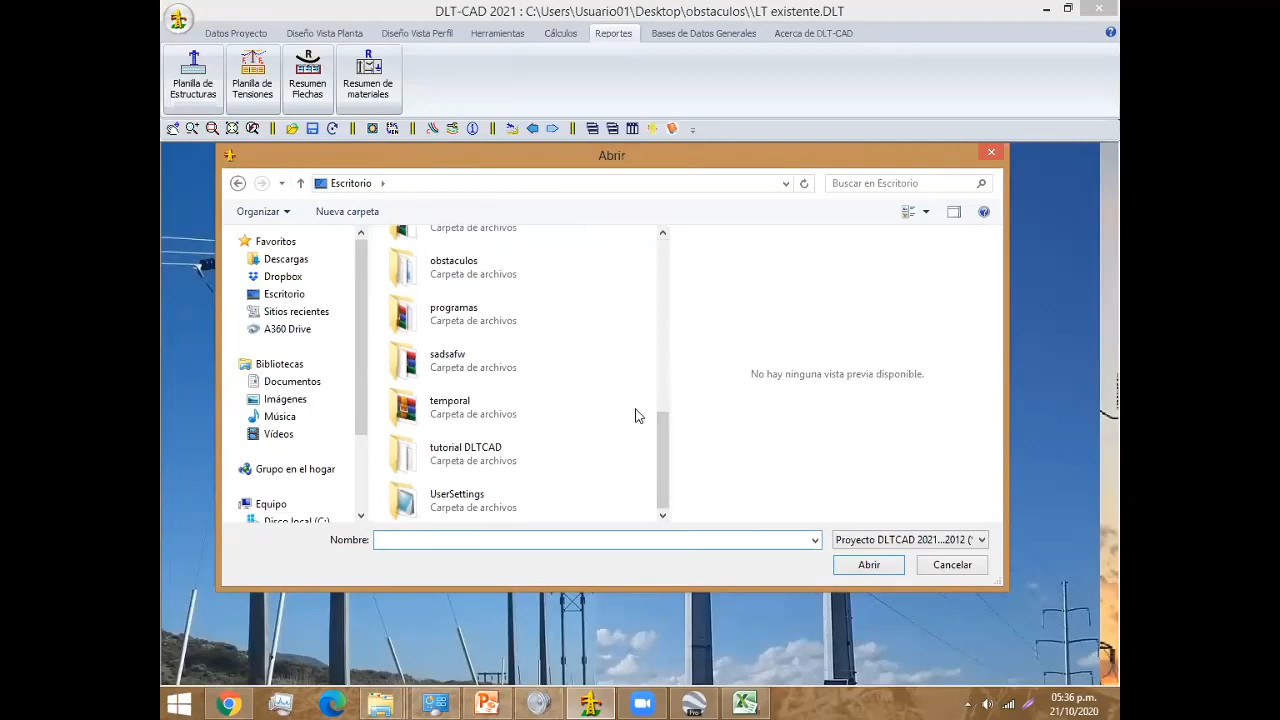 DLT-CAD 2021 : C:\Users\Usuario01\Desktop\obstaculos\\LT existente.DLT
Datos Proyecto Diseño Vista Planta Diseño Vista Perfil Herramientas Cálculos Reportes Bases de Datos Generales Acerca de DLT-CAD
Planilla de Estructuras
Planilla de Tensiones
Resumen Flechas
Resumen de materiales
Abrir
Escritorio
Buscar en Escritorio
Organizar
Nueva carpeta
Favoritos
Descargas
Dropbox
Escritorio
Sitios recientes
A360 Drive
Bibliotecas
Documentos
Imágenes
Música
Vídeos
Grupo en el hogar
Equipo
Disco local (C:)
Carpeta de archivos
obstaculos
Carpeta de archivos
programas
Carpeta de archivos
sadsafw
Carpeta de archivos
temporal
Carpeta de archivos
tutorial DLTCAD
Carpeta de archivos
UserSettings
Carpeta de archivos
No hay ninguna vista previa disponible.
Nombre:
Proyecto DLTCAD 2021...2012 (*
Abrir
Cancelar
05:36 p.m.
21/10/2020